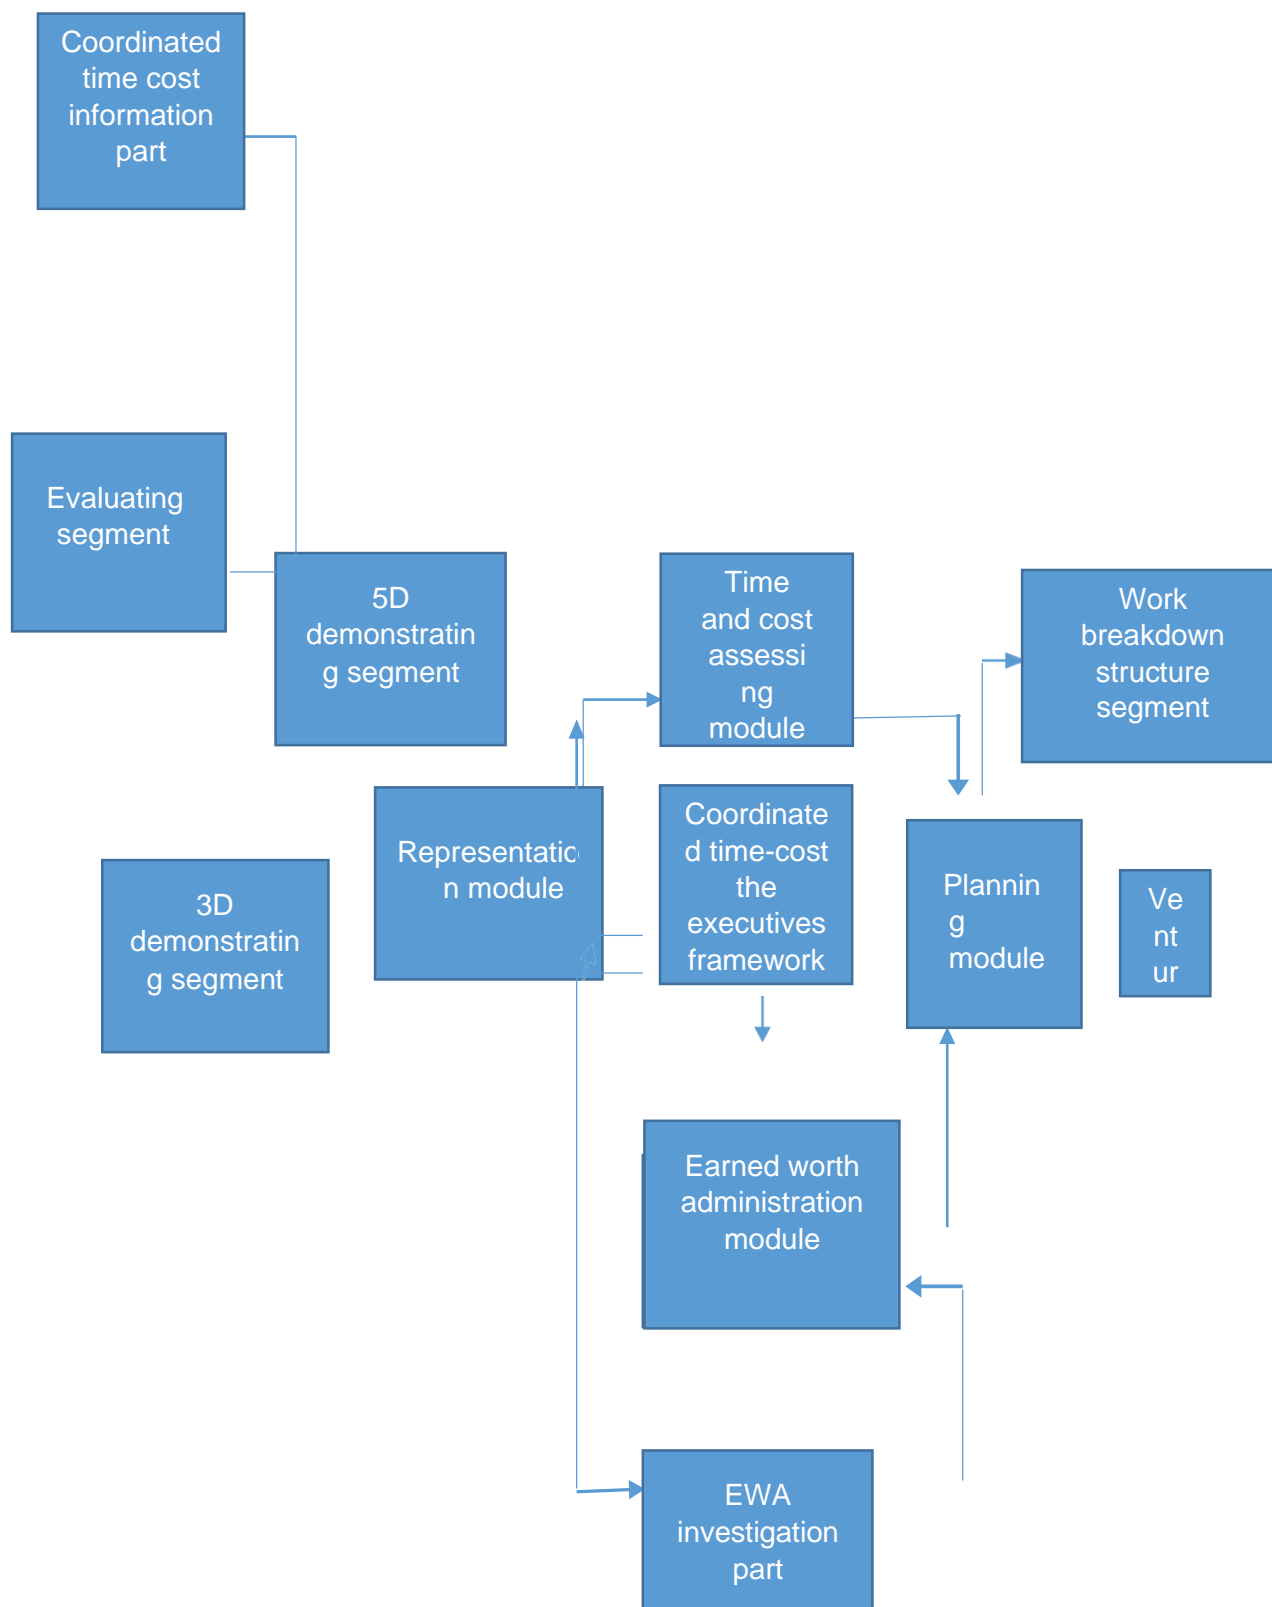 Coordinated
time cost
information
part
Evaluating
segment
5D
demonstratin
g segment
Time
and cost
assessi
ng
module
Work
breakdown
structure
segment
Representatio
n module
Coordinate
d time-cost
the
executives
framework
Plannin
g
module
Ve
nt
ur
3D
demonstratin
g segment
Earned worth
administration
module
EWA
investigation
part